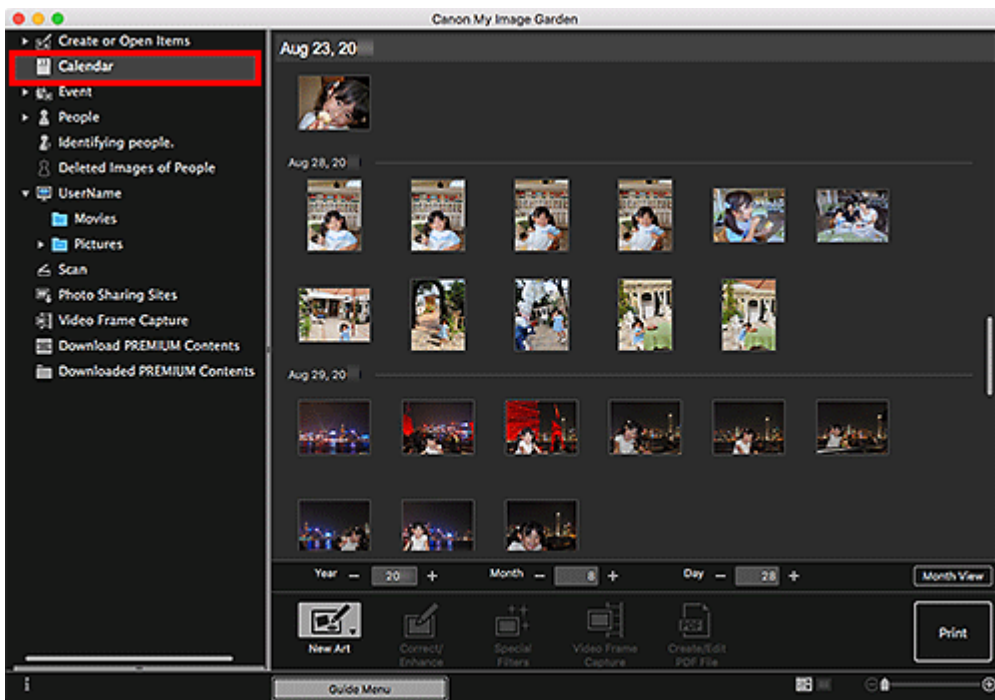 Canon My Image Garden
Create or Open Items
Calendar
Event
People
Identifying people.
Deleted Images of People
UserName
Movies
Pictures
Scan
Photo Sharing Sites
Video Frame Capture
Download PREMIUM Contents
Downloaded PREMIUM Contents
Aug 23, 20
Aug 28, 20
Aug 29, 20
Year − 20 + Month − 8 + Day − 28 + Month View
New Art
Correct/
Enhance
Special
Filters
Video Frame
Capture
Create/Edit
PDF File
Print
Guide Menu